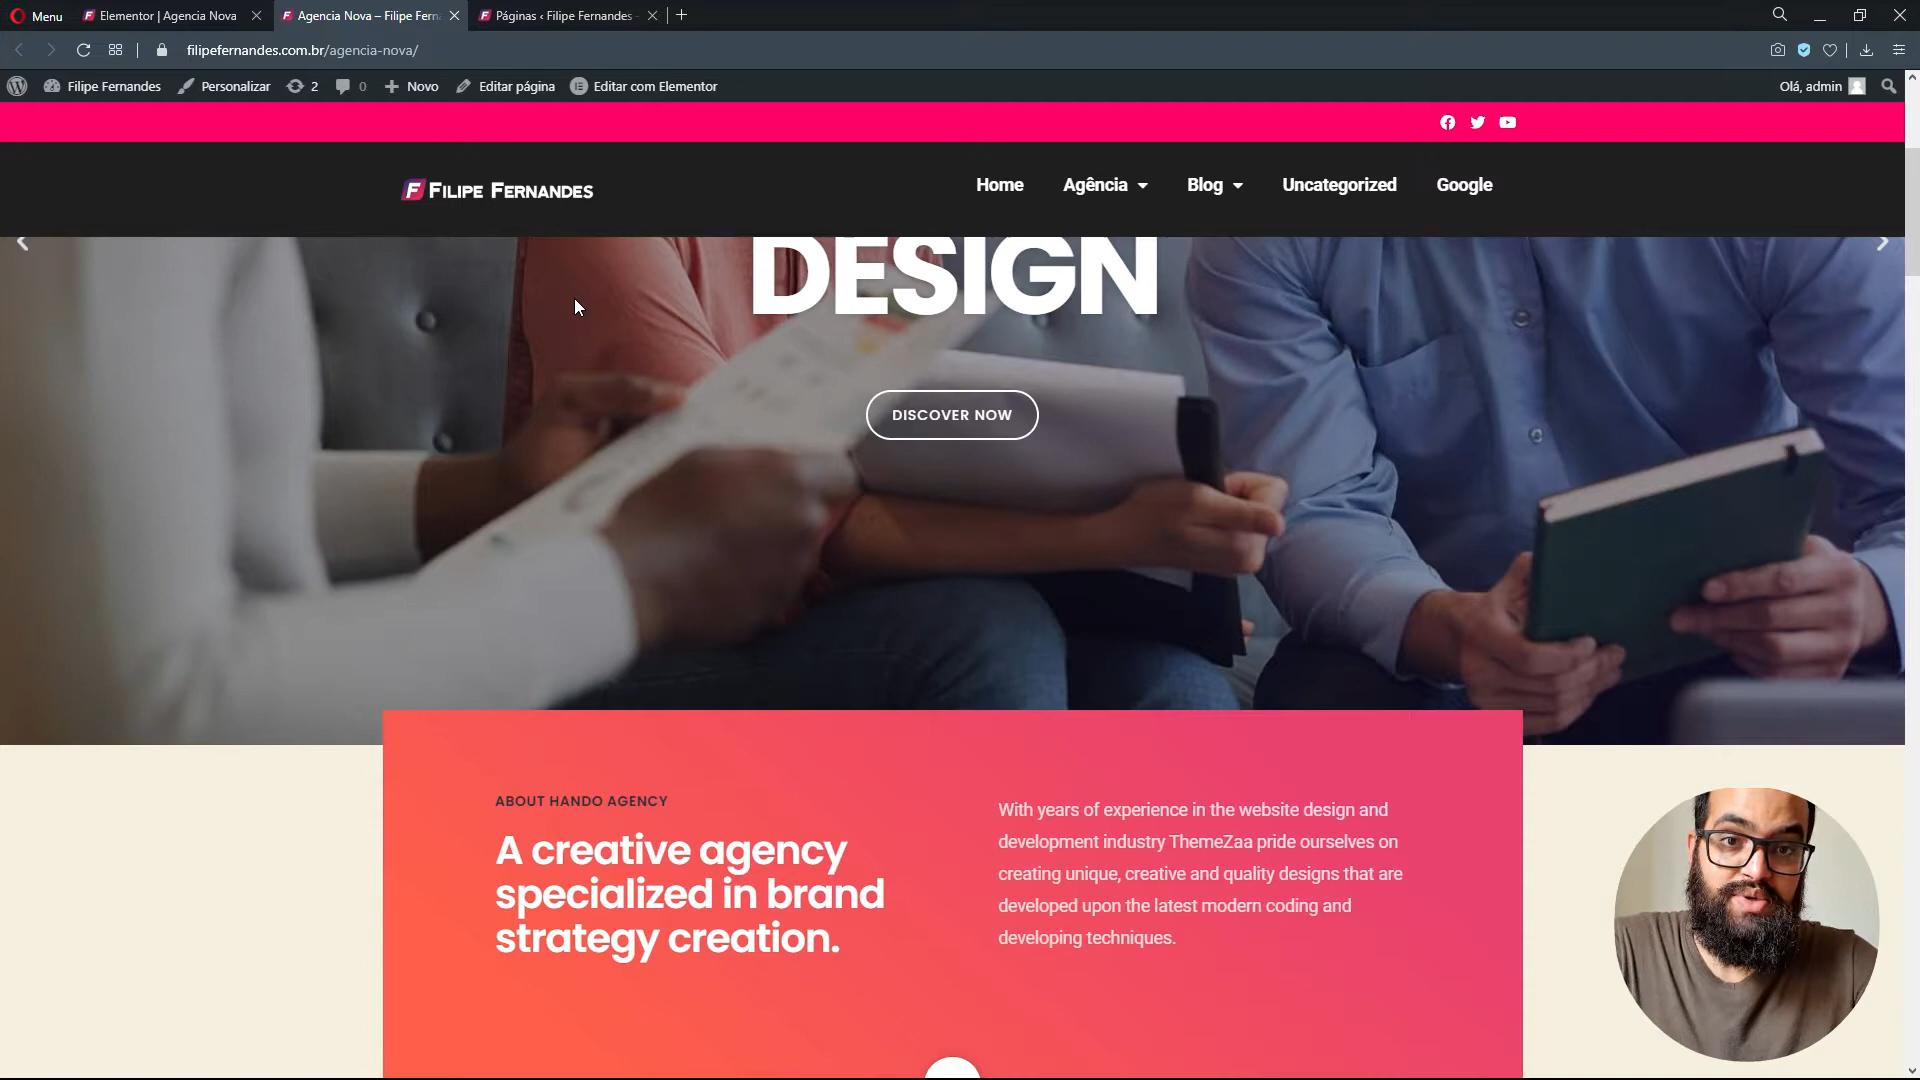 Menu
Elementor | Agencia Nova
Agencia Nova – Filipe Fern
Páginas ‹ Filipe Fernandes
filipefernandes.com.br/agencia-nova/
Filipe Fernandes
Personalizar
2
0
Novo
Editar página
Editar com Elementor
Olá, admin
FILIPE FERNANDES
Home
Agência
Blog
Uncategorized
Google
DESIGN
DISCOVER NOW
ABOUT HANDO AGENCY
A creative agency
specialized in brand
strategy creation.
With years of experience in the website design and
development industry ThemeZaa pride ourselves on
creating unique, creative and quality designs that are
developed upon the latest modern coding and
developing techniques.